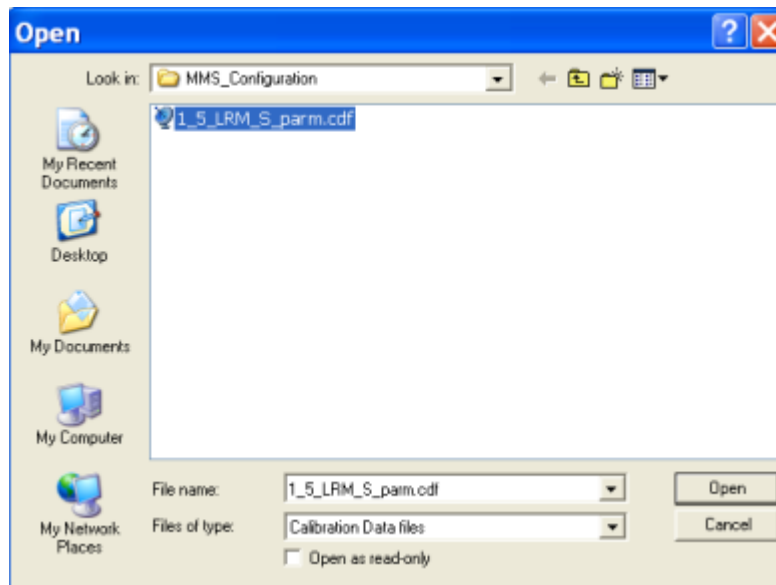 Open
Look in: MMS_Configuration
1_5_LRM_S_parm.cdf
My Recent
Documents
Desktop
My Documents
My Computer
My Network
Places
File name: 1_5_LRM_S_parm.cdf Open
Files of type: Calibration Data files Cancel
Open as read-only